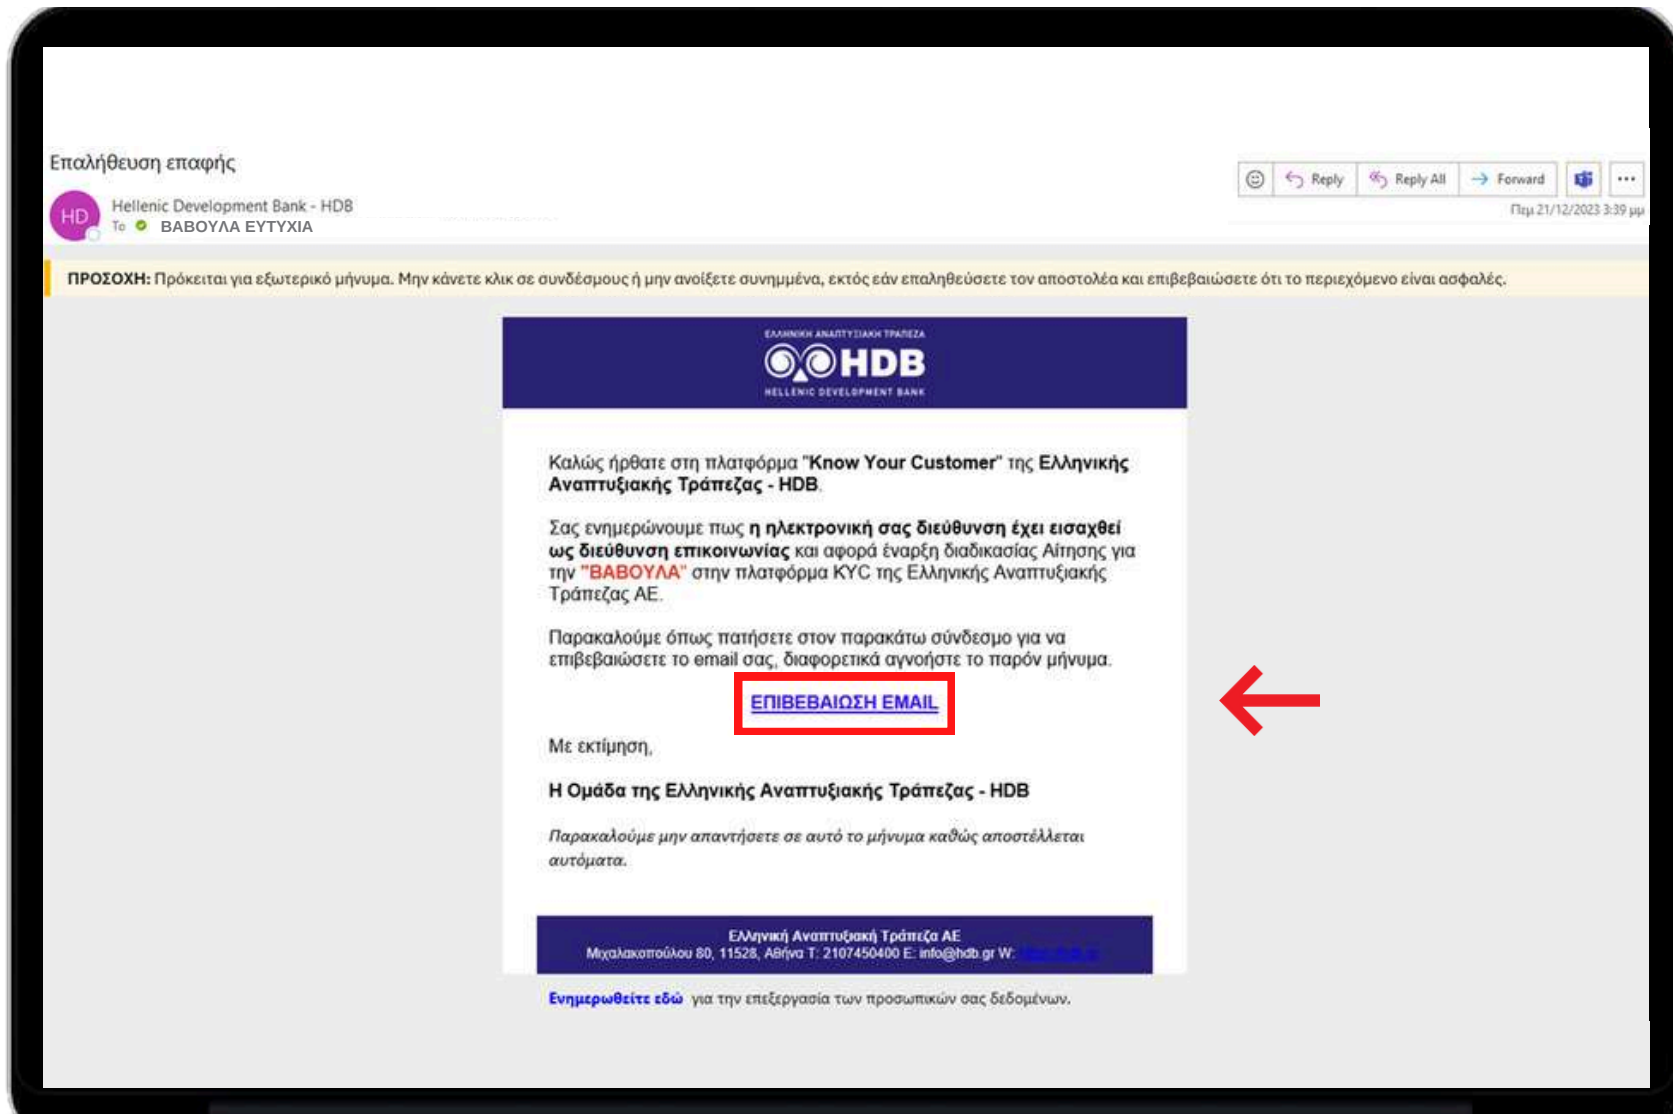 Επαλήθευση επαφής
Reply
Reply All
Forward
HD
Hellenic Development Bank - HDB
Πεμ 21/12/2023 3:39 μμ
To ΒΑΒΟΥΛΑ ΕΥΤΥΧΙΑ
ΠΡΟΣΟΧΗ: Πρόκειται για εξωτερικό μήνυμα. Μην κάνετε κλικ σε συνδέσμους ή μην ανοίξετε συνημμένα, εκτός εάν επαληθεύσετε τον αποστολέα και επιβεβαιώσετε ότι το περιεχόμενο είναι ασφαλές.
ΕΛΛΗΝΙΚΗ ΑΝΑΠΤΥΞΙΑΚΗ ΤΡΑΠΕΖΑ
HDB
HELLENIC DEVELOPMENT BANK
Καλώς ήρθατε στη πλατφόρμα "Know Your Customer" της Ελληνικής
Αναπτυξιακής Τράπεζας - HDB.
Σας ενημερώνουμε πως η ηλεκτρονική σας διεύθυνση έχει εισαχθεί
ως διεύθυνση επικοινωνίας και αφορά έναρξη διαδικασίας Αίτησης για
την "ΒΑΒΟΥΛΑ" στην πλατφόρμα KYC της Ελληνικής Αναπτυξιακής
Τράπεζας ΑΕ.
Παρακαλούμε όπως πατήσετε στον παρακάτω σύνδεσμο για να
επιβεβαιώσετε το email σας, διαφορετικά αγνοήστε το παρόν μήνυμα.
ΕΠΙΒΕΒΑΙΩΣΗ EMAIL
Με εκτίμηση,
Η Ομάδα της Ελληνικής Αναπτυξιακής Τράπεζας - HDB
Παρακαλούμε μην απαντήσετε σε αυτό το μήνυμα καθώς αποστέλλεται
αυτόματα.
Ελληνική Αναπτυξιακή Τράπεζα ΑΕ
Μιχαλακοπούλου 80, 11528, Αθήνα Τ: 2107450400 E: info@hdb.gr W:
Ενημερωθείτε εδώ για την επεξεργασία των προσωπικών σας δεδομένων.